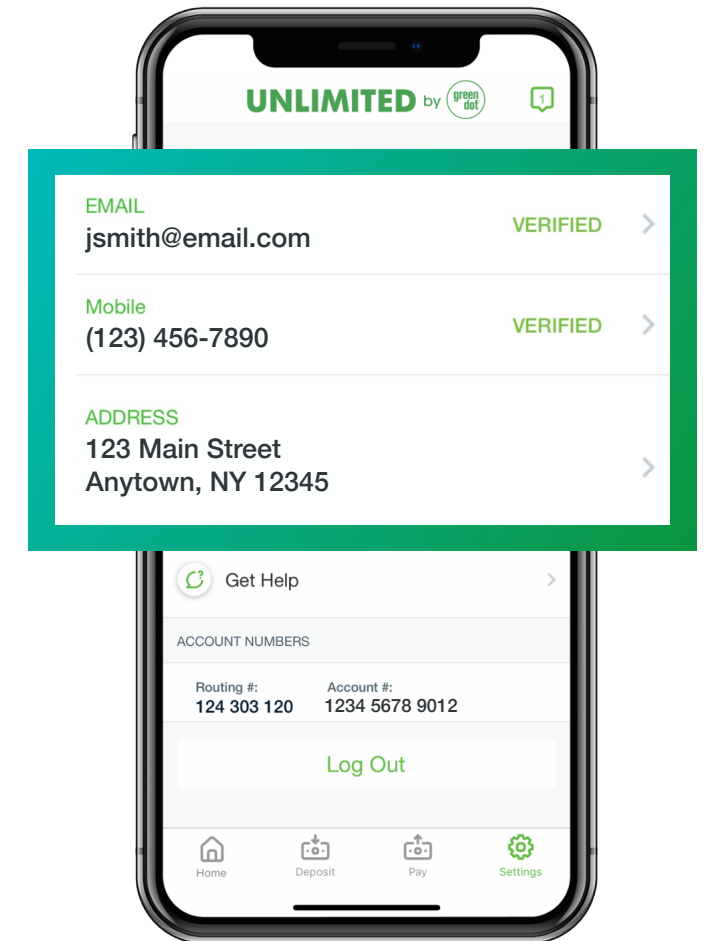 UNLIMITED by green dot
1
EMAIL
jsmith@email.com
VERIFIED
Mobile
(123) 456-7890
VERIFIED
ADDRESS
123 Main Street
Anytown, NY 12345
Get Help
ACCOUNT NUMBERS
Routing #: Account #:
124 303 120 1234 5678 9012
Log Out
Home Deposit Pay Settings